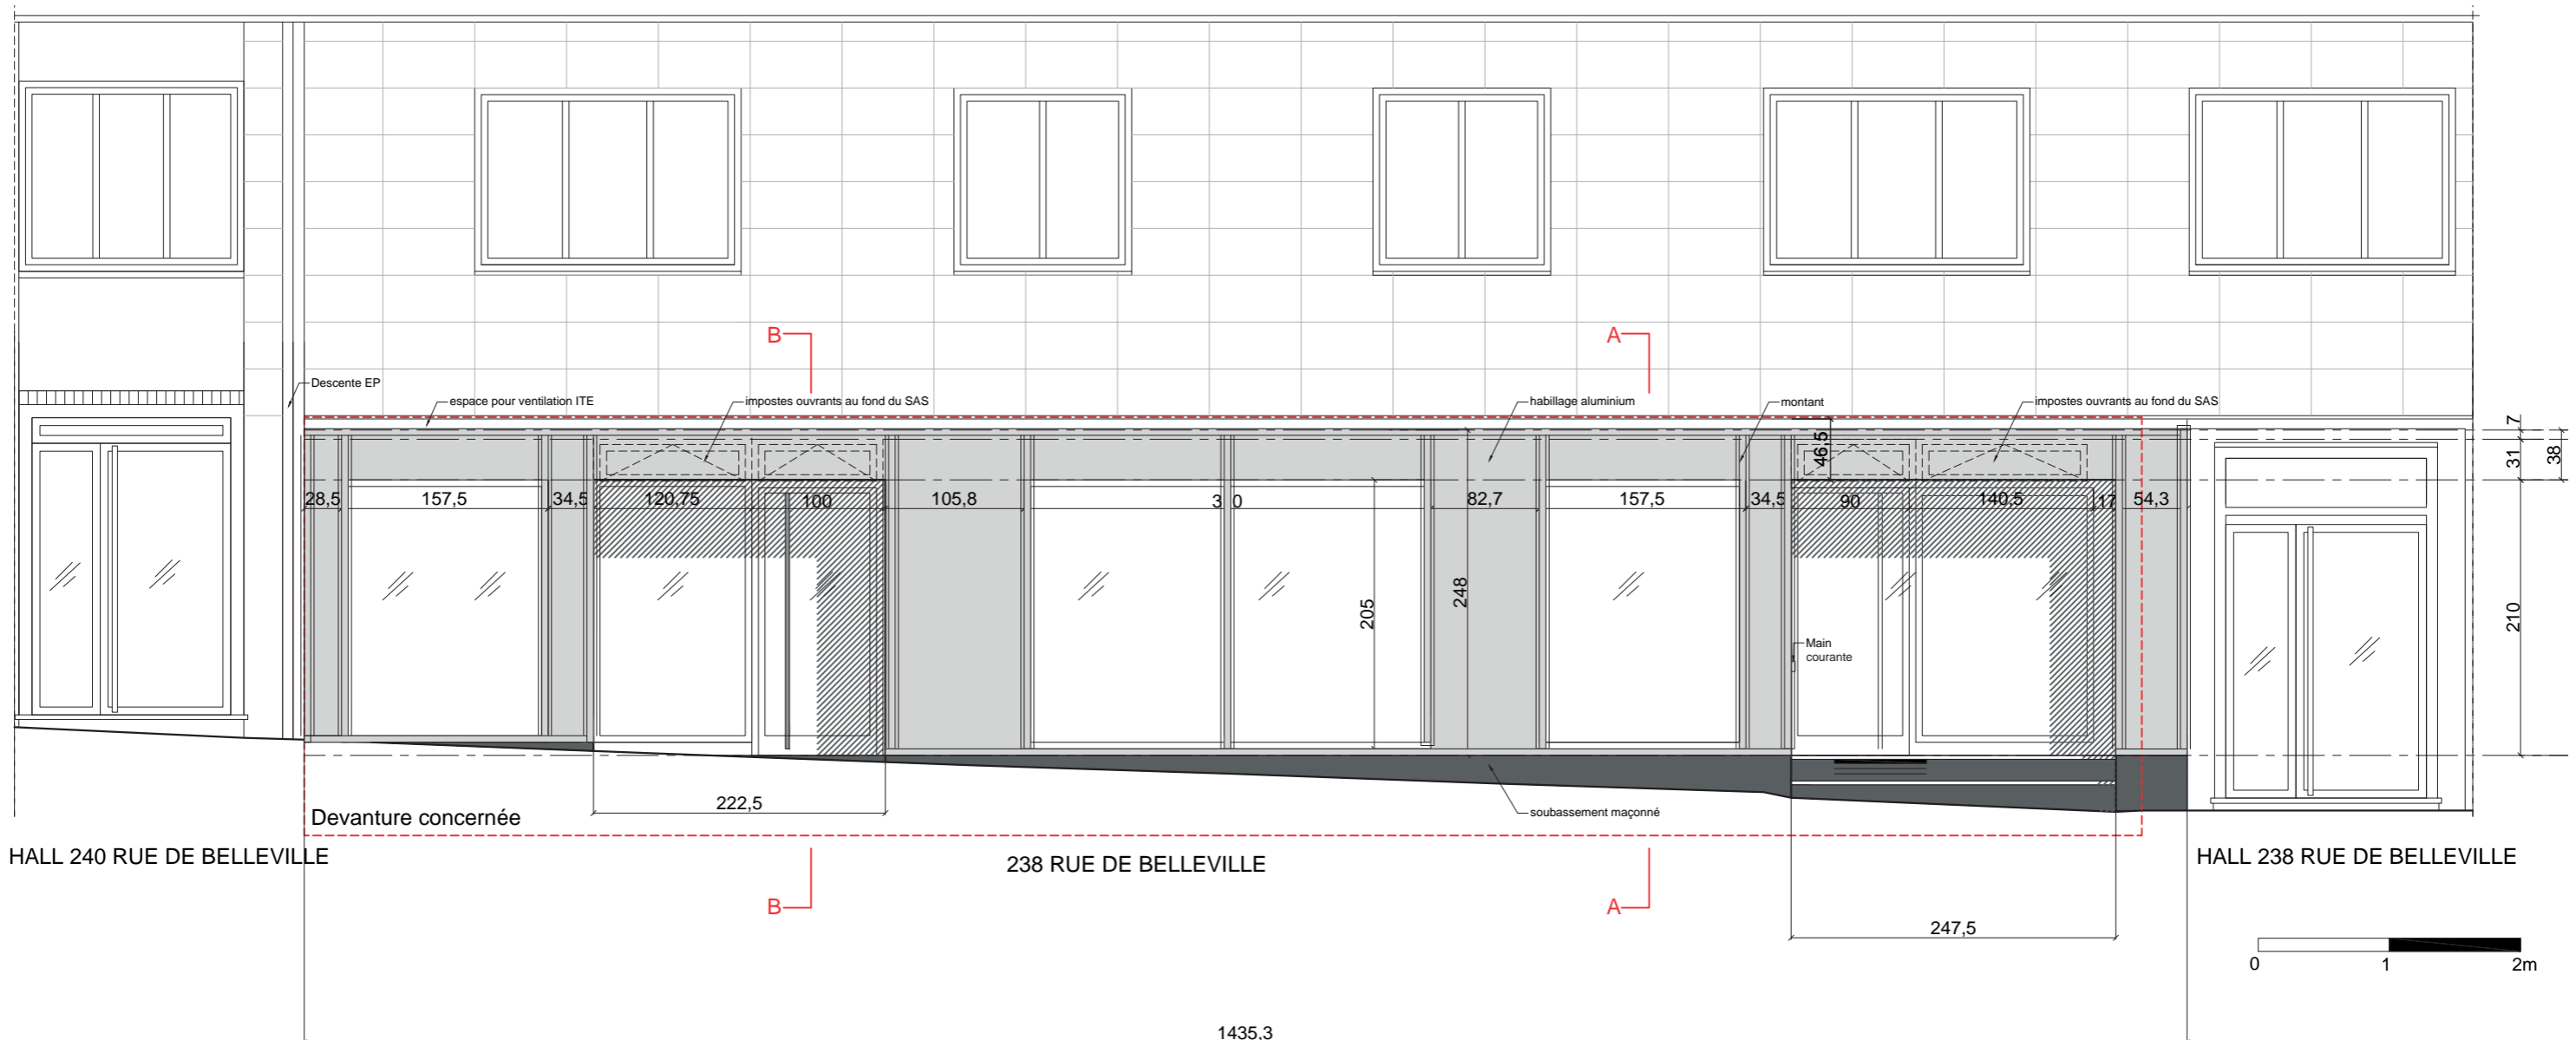 B
A
Descente EP
espace pour ventilation ITE
impostes ouvrants au fond du SAS
habillage aluminium
montant
impostes ouvrants au fond du SAS
7
46,5
31
38
28,5
157,5
34,5
120,75
100
105,8
82,7
157,5
34,5
90
140,5
17
54,3
205
248
210
Main
courante
222,5
soubassement maçonné
Devanture concernée
HALL 240 RUE DE BELLEVILLE
238 RUE DE BELLEVILLE
HALL 238 RUE DE BELLEVILLE
B
A
247,5
0
1
2m
1435,3